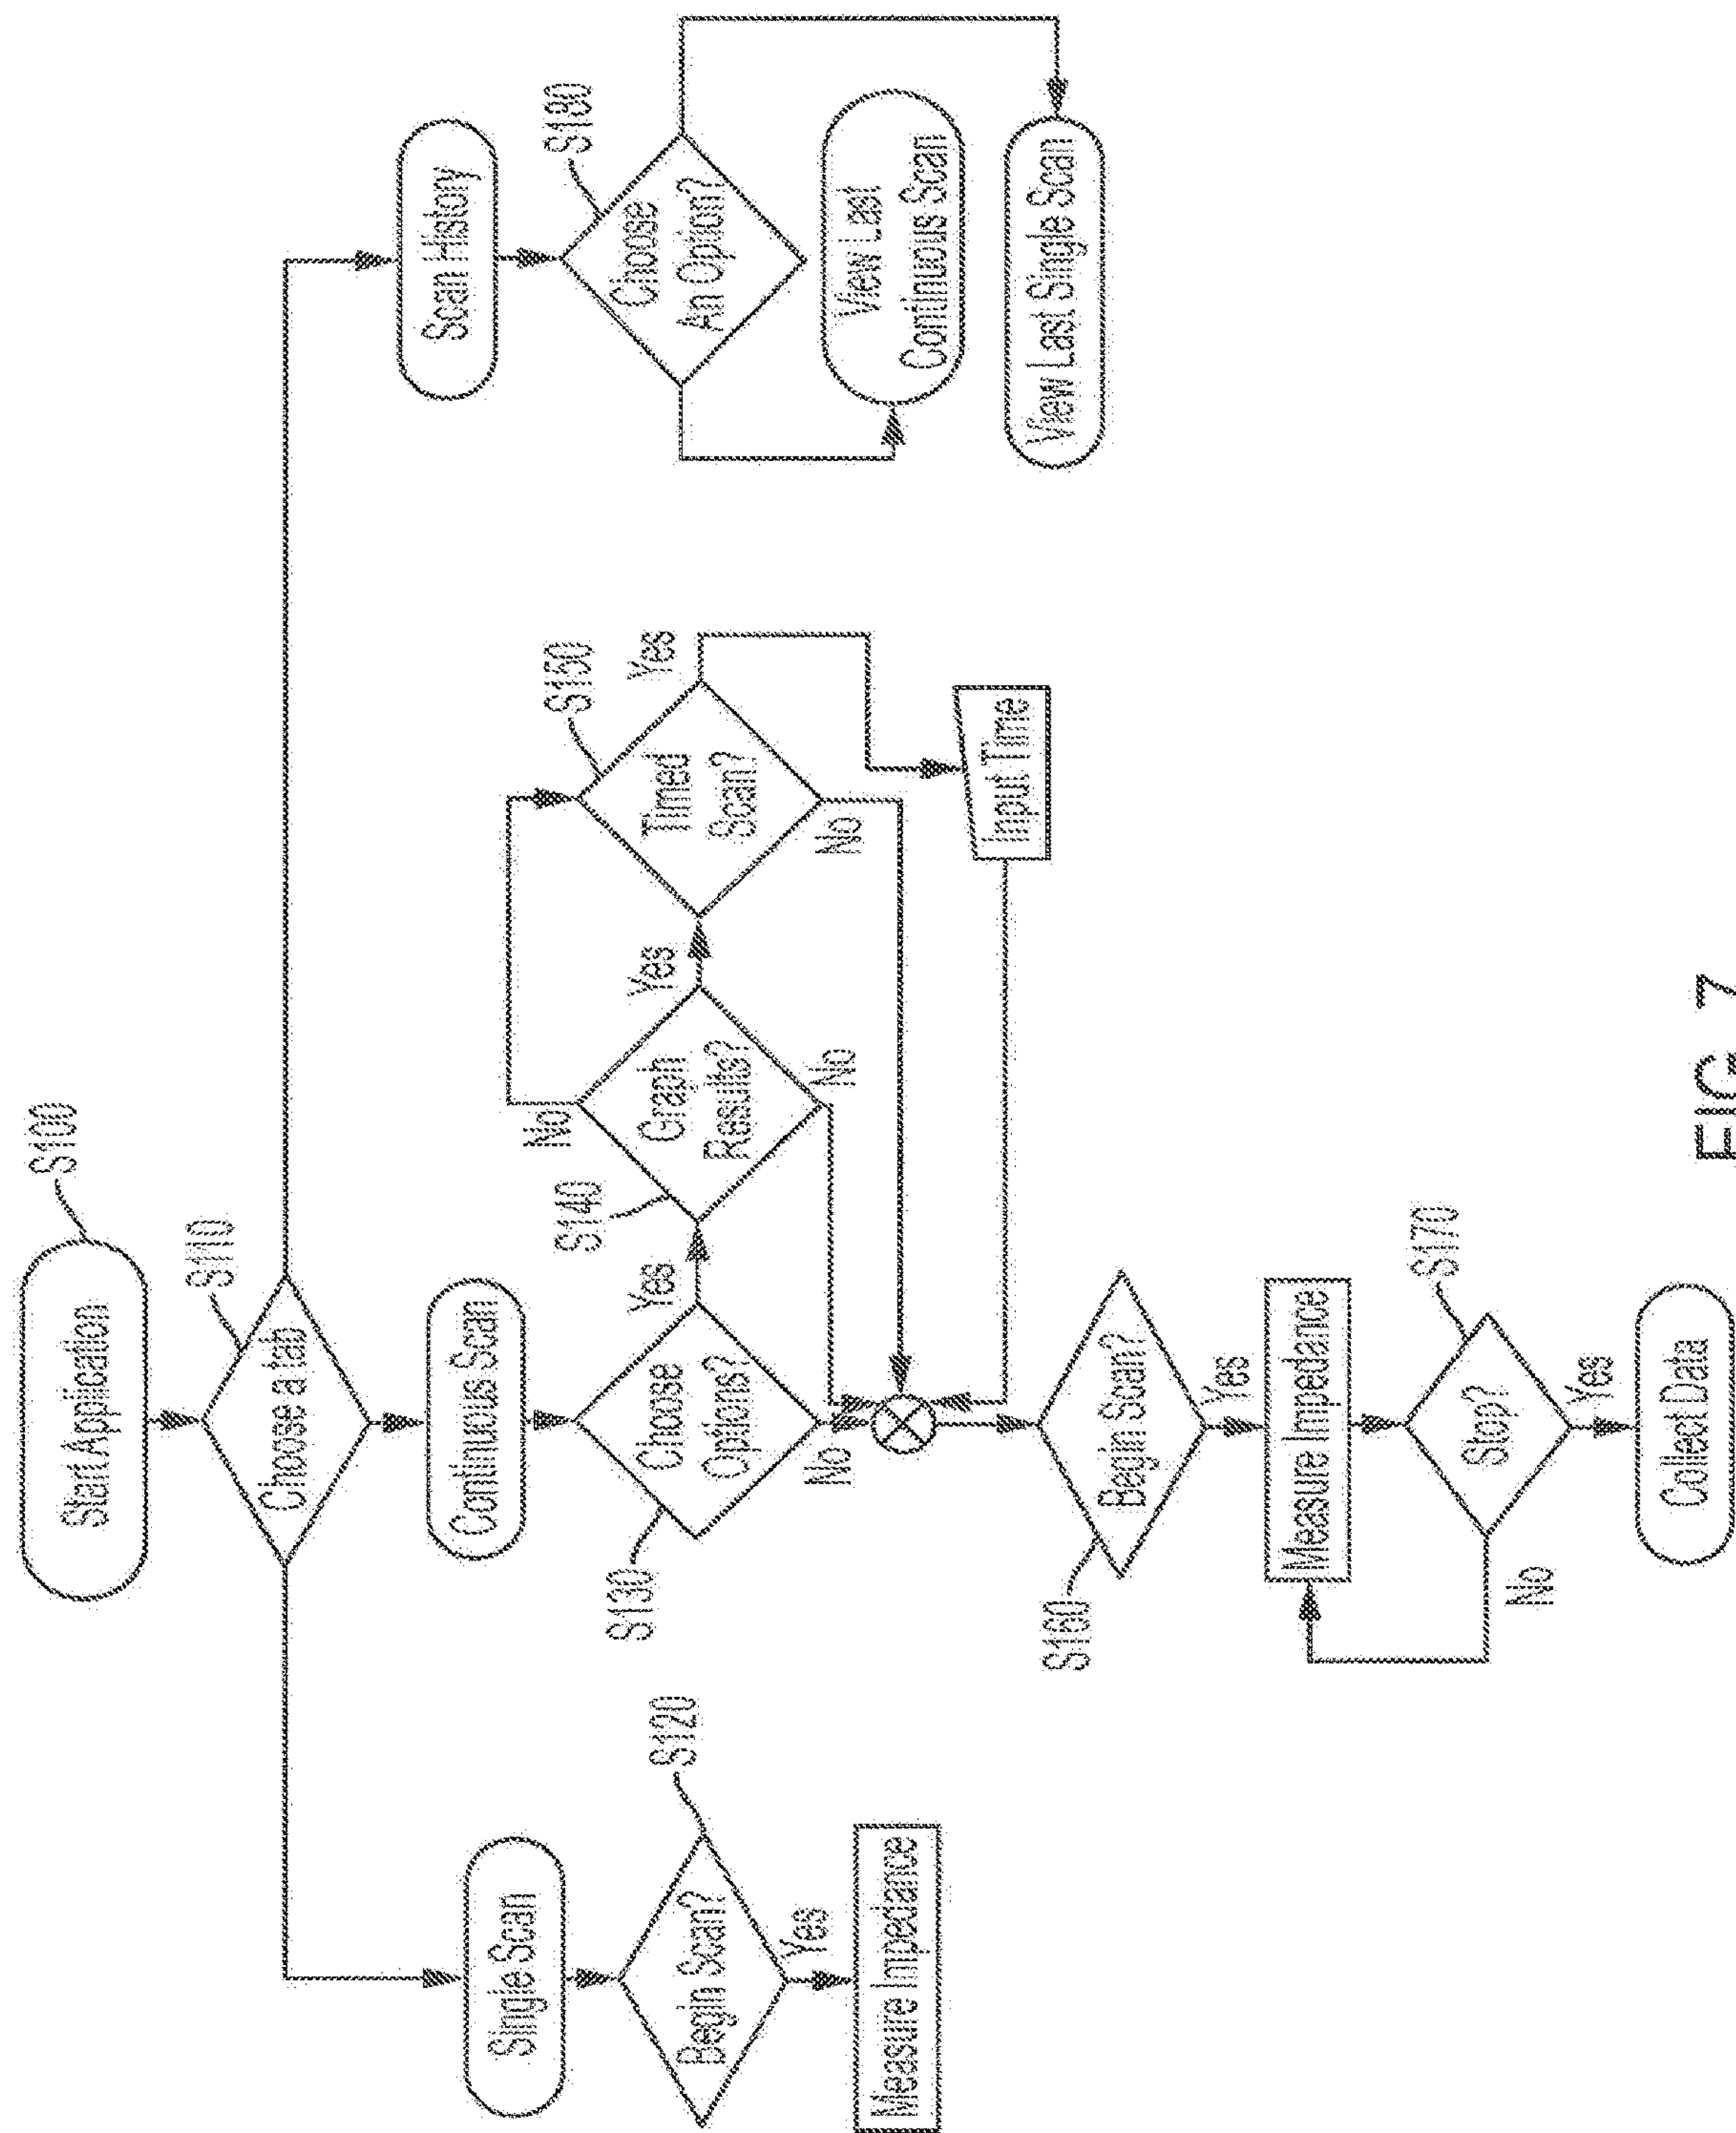 Start Application
S100
Choose a tab
S110
Single Scan
Begin Scan?
S120
Yes
Measure Impedance
Continuous Scan
Choose
Options?
S130
Yes
No
Graph
Results?
S140
No
Yes
No
Timed
Scan?
S150
Yes
No
Input Time
Begin Scan?
S160
Yes
Measure Impedance
Stop?
S170
No
Yes
Collect Data
Scan History
Choose
An Option?
S180
View Last
Continuous Scan
View Last Single Scan
FIG. 7